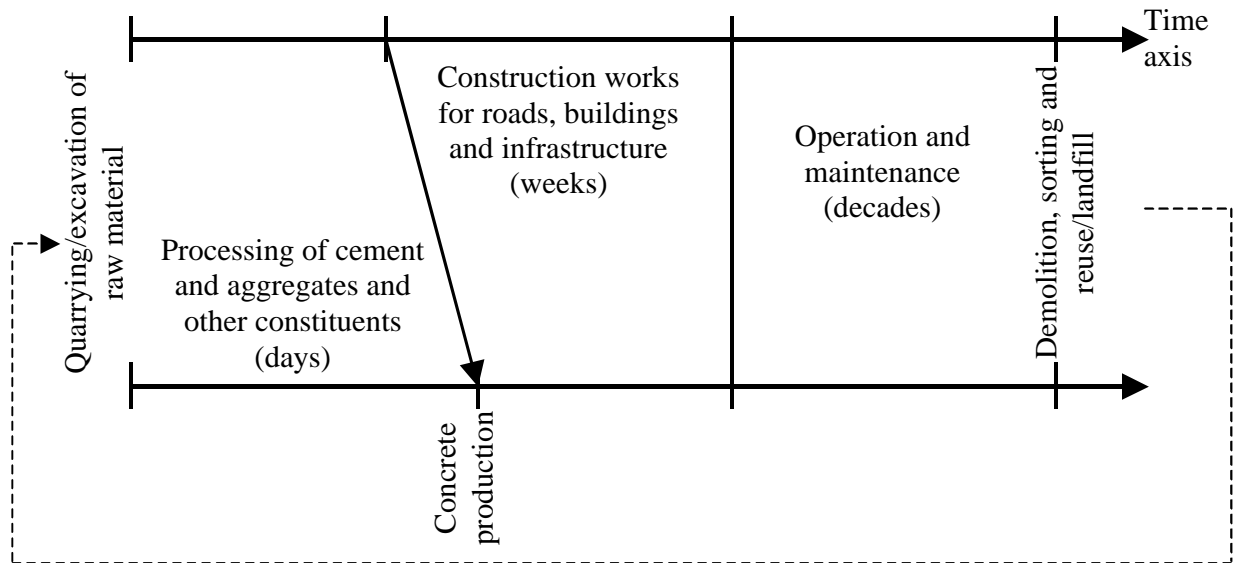 Time
axis
Quarrying/excavation of
raw material
Processing of cement
and aggregates and
other constituents
(days)
Construction works
for roads, buildings
and infrastructure
(weeks)
Operation and
maintenance
(decades)
Demolition, sorting and
reuse/landfill
Concrete
production